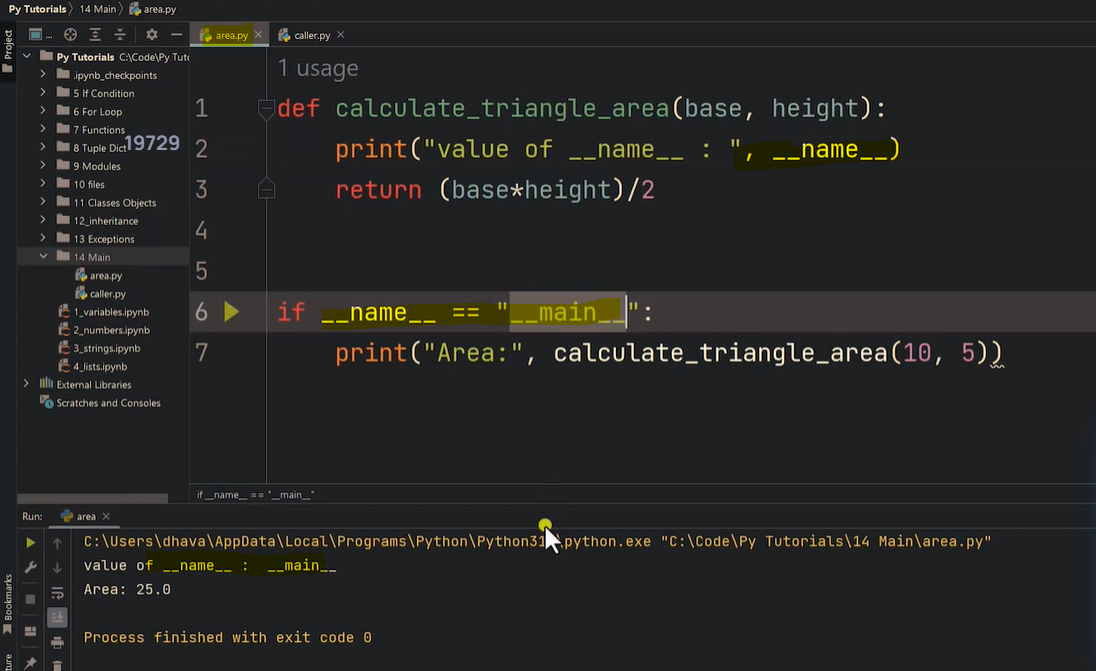 Py Tutorials 14 Main area.py
Project
...
area.py
caller.py
Py Tutorials C:\Code\Py Tuto
.ipynb_checkpoints
5 If Condition
6 For Loop
7 Functions
8 Tuple Dict
19729
9 Modules
10 files
11 Classes Objects
12_inheritance
13 Exceptions
14 Main
area.py
caller.py
1_variables.ipynb
2_numbers.ipynb
3_strings.ipynb
4_lists.ipynb
External Libraries
Scratches and Consoles
1 usage
1 def calculate_triangle_area(base, height):
2 print("value of __name__ : ", __name__)
3 return (base*height)/2
4
5
6 if __name__ == "__main__":
7 print("Area:", calculate_triangle_area(10, 5))
if __name__ == "__main__"
Run: area
C:\Users\dhava\AppData\Local\Programs\Python\Python31 \python.exe "C:\Code\Py Tutorials\14 Main\area.py"
value of __name__ :  __main__
Area: 25.0
Process finished with exit code 0
Bookmarks